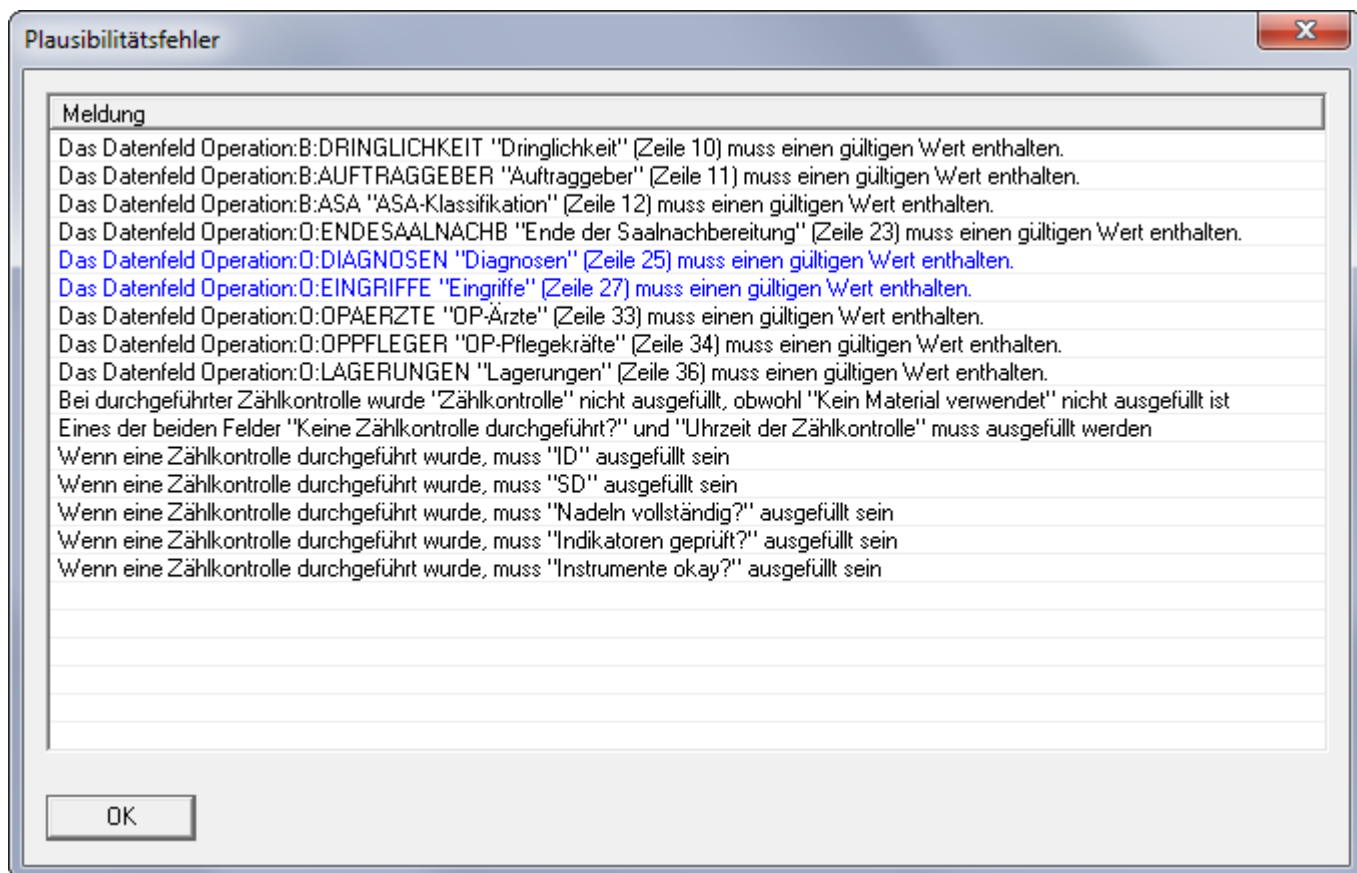 Plausibilitätsfehler
Meldung
Das Datenfeld Operation:B:DRINGLICHKEIT "Dringlichkeit" (Zeile 10) muss einen gültigen Wert enthalten.
Das Datenfeld Operation:B:AUFTRAGGEBER "Auftraggeber" (Zeile 11) muss einen gültigen Wert enthalten.
Das Datenfeld Operation:B:ASA "ASA-Klassifikation" (Zeile 12) muss einen gültigen Wert enthalten.
Das Datenfeld Operation:O:ENDESAALNACHB "Ende der Saalnachbereitung" (Zeile 23) muss einen gültigen Wert enthalten.
Das Datenfeld Operation:O:DIAGNOSEN "Diagnosen" (Zeile 25) muss einen gültigen Wert enthalten.
Das Datenfeld Operation:O:EINGRIFFE "Eingriffe" (Zeile 27) muss einen gültigen Wert enthalten.
Das Datenfeld Operation:O:OPAERZTE "OP-Ärzte" (Zeile 33) muss einen gültigen Wert enthalten.
Das Datenfeld Operation:O:OPPFLEGER "OP-Pflegekräfte" (Zeile 34) muss einen gültigen Wert enthalten.
Das Datenfeld Operation:O:LAGERUNGEN "Lagerungen" (Zeile 36) muss einen gültigen Wert enthalten.
Bei durchgeführter Zählkontrolle wurde "Zählkontrolle" nicht ausgefüllt, obwohl "Kein Material verwendet" nicht ausgefüllt ist
Eines der beiden Felder "Keine Zählkontrolle durchgeführt?" und "Uhrzeit der Zählkontrolle" muss ausgefüllt werden
Wenn eine Zählkontrolle durchgeführt wurde, muss "ID" ausgefüllt sein
Wenn eine Zählkontrolle durchgeführt wurde, muss "SD" ausgefüllt sein
Wenn eine Zählkontrolle durchgeführt wurde, muss "Nadeln vollständig?" ausgefüllt sein
Wenn eine Zählkontrolle durchgeführt wurde, muss "Indikatoren geprüft?" ausgefüllt sein
Wenn eine Zählkontrolle durchgeführt wurde, muss "Instrumente okay?" ausgefüllt sein
OK